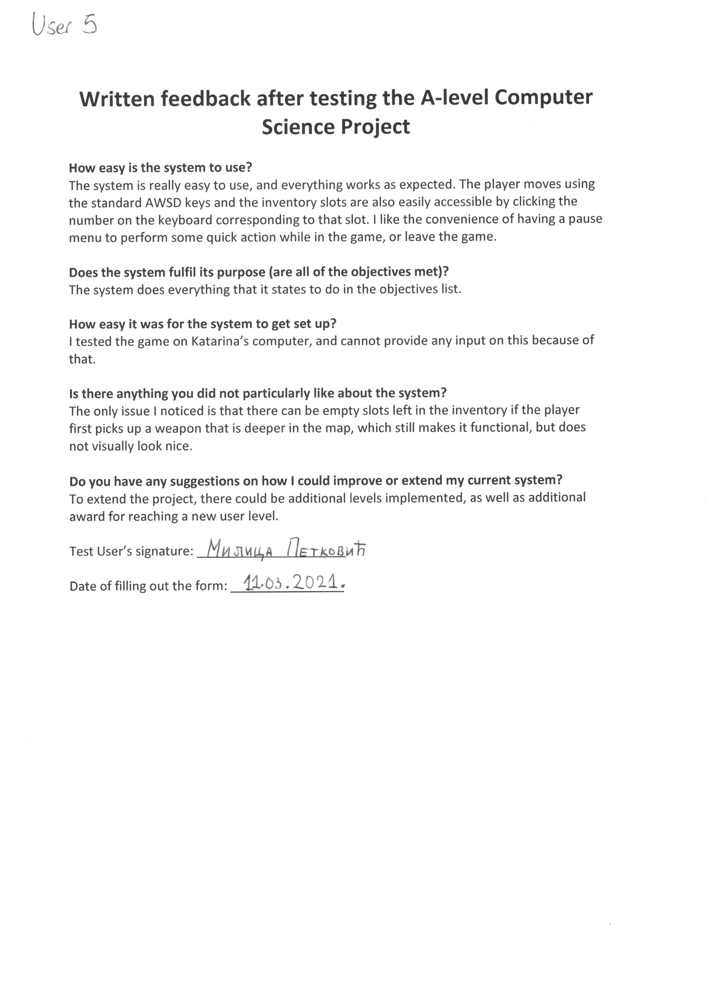 User 5
Written feedback after testing the A-level Computer
Science Project
How easy is the system to use?
The system is really easy to use, and everything works as expected. The player moves using
the standard AWSD keys and the inventory slots are also easily accessible by clicking the
number on the keyboard corresponding to that slot. I like the convenience of having a pause
menu to perform some quick action while in the game, or leave the game.
Does the system fulfil its purpose (are all of the objectives met)?
The system does everything that it states to do in the objectives list.
How easy it was for the system to get set up?
I tested the game on Katarina’s computer, and cannot provide any input on this because of
that.
Is there anything you did not particularly like about the system?
The only issue I noticed is that there can be empty slots left in the inventory if the player
first picks up a weapon that is deeper in the map, which still makes it functional, but does
not visually look nice.
Do you have any suggestions on how I could improve or extend my current system?
To extend the project, there could be additional levels implemented, as well as additional
award for reaching a new user level.
Test User’s signature: Милица Петковић
Date of filling out the form: 11.03.2021.